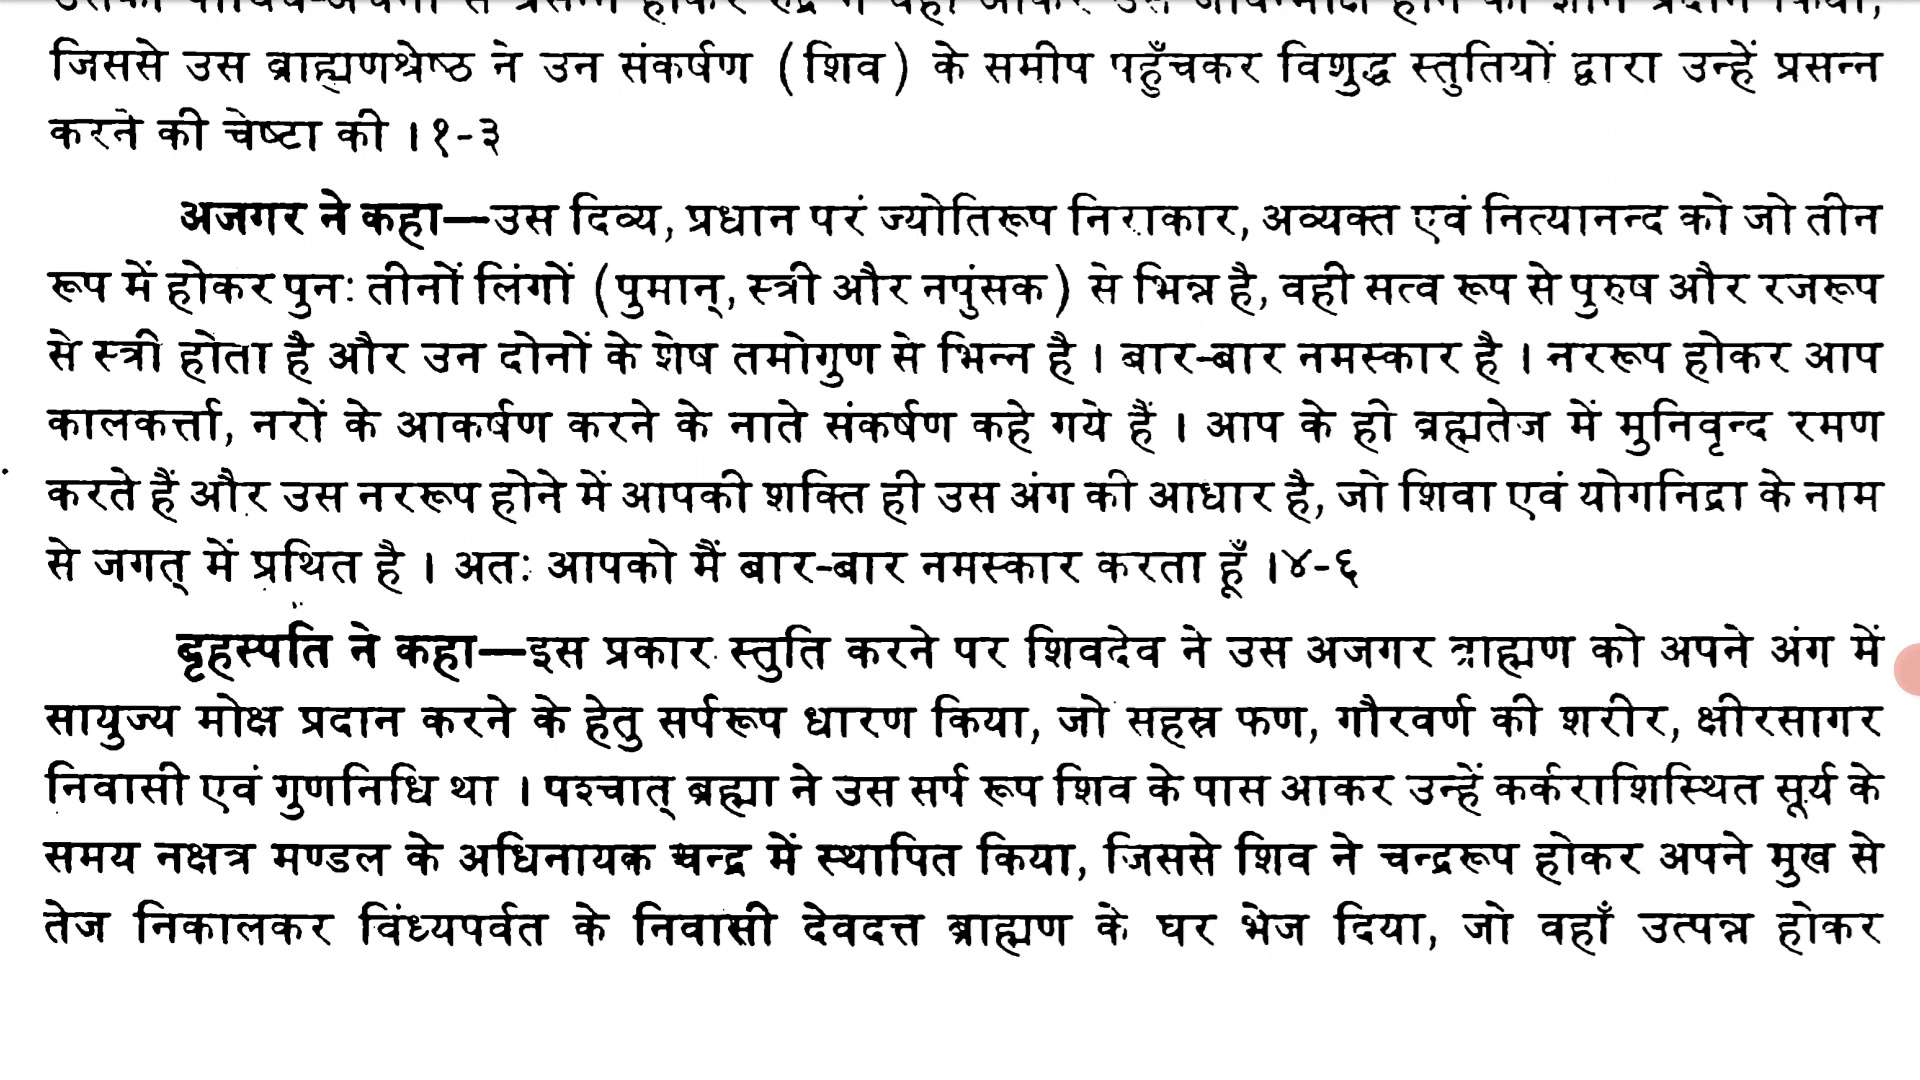 जिससे उस ब्राह्मणश्रेष्ठ ने उन संकर्षण (शिव) के समीप पहुँचकर विशुद्ध स्तुतियों द्वारा उन्हें प्रसन्न
करने की चेष्टा की ।१-३
अजगर ने कहा—उस दिव्य, प्रधान परं ज्योतिरूप निराकार, अव्यक्त एवं नित्यानन्द को जो तीन
रूप में होकर पुनः तीनों लिंगों (पुमान्, स्त्री और नपुंसक) से भिन्न है, वही सत्व रूप से पुरुष और रजरूप
से स्त्री होता है और उन दोनों के शेष तमोगुण से भिन्न है । बार-बार नमस्कार है । नररूप होकर आप
कालकर्त्ता, नरों के आकर्षण करने के नाते संकर्षण कहे गये हैं । आप के ही ब्रह्मतेज में मुनिवृन्द रमण
करते हैं और उस नररूप होने में आपकी शक्ति ही उस अंग की आधार है, जो शिवा एवं योगनिद्रा के नाम
से जगत् में प्रथित है । अतः आपको मैं बार-बार नमस्कार करता हूँ ।४-६
बृहस्पति ने कहा—इस प्रकार स्तुति करने पर शिवदेव ने उस अजगर ब्राह्मण को अपने अंग में
सायुज्य मोक्ष प्रदान करने के हेतु सर्परूप धारण किया, जो सहस्र फण, गौरवर्ण की शरीर, क्षीरसागर
निवासी एवं गुणनिधि था । पश्चात् ब्रह्मा ने उस सर्प रूप शिव के पास आकर उन्हें कर्कराशिस्थित सूर्य के
समय नक्षत्र मण्डल के अधिनायक चन्द्र में स्थापित किया, जिससे शिव ने चन्द्ररूप होकर अपने मुख से
तेज निकालकर विंध्यपर्वत के निवासी देवदत्त ब्राह्मण के घर भेज दिया, जो वहाँ उत्पन्न होकर